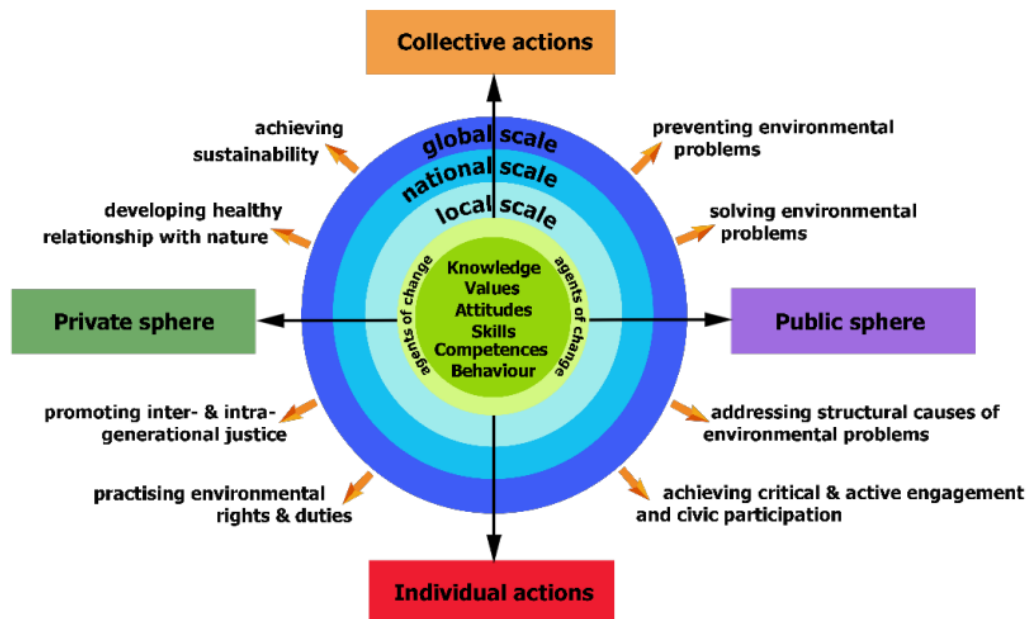 Collective actions
achieving
sustainability
preventing environmental
problems
global scale
national scale
local scale
developing healthy
relationship with nature
solving environmental
problems
agents of change
agents of change
Knowledge
Values
Attitudes
Skills
Competences
Behaviour
Private sphere
Public sphere
promoting inter- & intra-
generational justice
addressing structural causes of
environmental problems
practising environmental
rights & duties
achieving critical & active engagement
and civic participation
Individual actions